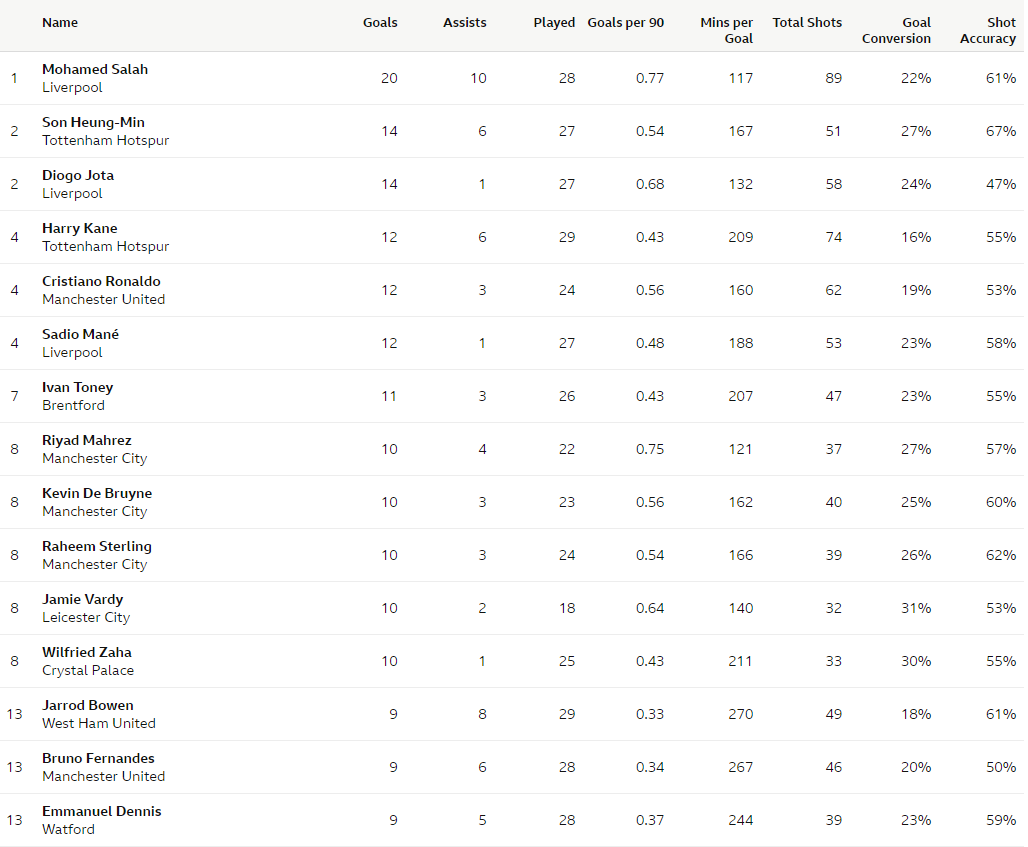 Name Goals Assists Played Goals per 90 Mins per Goal Total Shots Goal Conversion Shot Accuracy
1 Mohamed Salah 20 10 28 0.77 117 89 22% 61%
Liverpool
2 Son Heung-Min 14 6 27 0.54 167 51 27% 67%
Tottenham Hotspur
2 Diogo Jota 14 1 27 0.68 132 58 24% 47%
Liverpool
4 Harry Kane 12 6 29 0.43 209 74 16% 55%
Tottenham Hotspur
4 Cristiano Ronaldo 12 3 24 0.56 160 62 19% 53%
Manchester United
4 Sadio Mané 12 1 27 0.48 188 53 23% 58%
Liverpool
7 Ivan Toney 11 3 26 0.43 207 47 23% 55%
Brentford
8 Riyad Mahrez 10 4 22 0.75 121 37 27% 57%
Manchester City
8 Kevin De Bruyne 10 3 23 0.56 162 40 25% 60%
Manchester City
8 Raheem Sterling 10 3 24 0.54 166 39 26% 62%
Manchester City
8 Jamie Vardy 10 2 18 0.64 140 32 31% 53%
Leicester City
8 Wilfried Zaha 10 1 25 0.43 211 33 30% 55%
Crystal Palace
13 Jarrod Bowen 9 8 29 0.33 270 49 18% 61%
West Ham United
13 Bruno Fernandes 9 6 28 0.34 267 46 20% 50%
Manchester United
13 Emmanuel Dennis 9 5 28 0.37 244 39 23% 59%
Watford